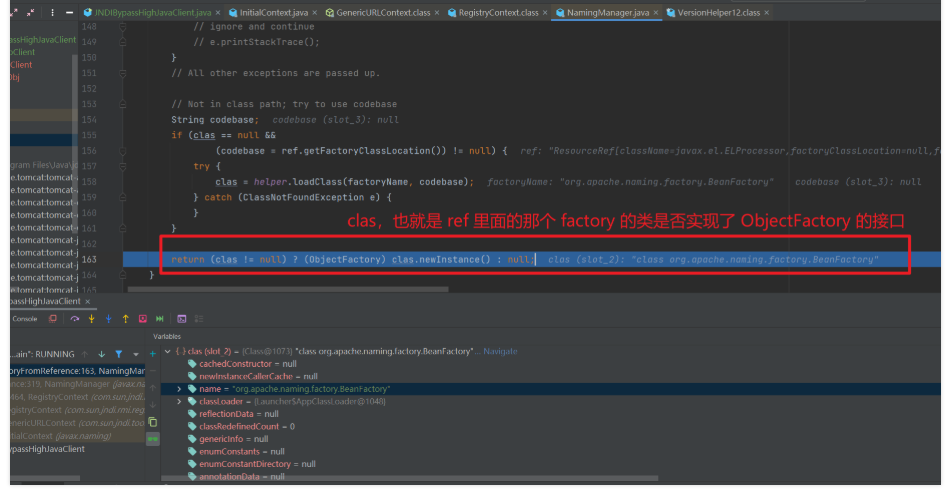 JNDIBypassHighJavaClient.java × InitialContext.java × GenericURLContext.class × RegistryContext.class × NamingManager.java × VersionHelper12.class ×
148 // ignore and continue
passHighJavaClient 149 // e.printStackTrace();
Client 150 }
Client 151 // All other exceptions are passed up.
Obj 152
153 // Not in class path; try to use codebase
154 String codebase; codebase (slot_3): null
155 if (clas == null &&
156 (codebase = ref.getFactoryClassLocation()) != null) { ref: "ResourceRef[className=javax.el.ELProcessor,factoryClassLocation=null,f
gram Files\Java\jd 157 try {
e.tomcat:tomcat- 158 clas = helper.loadClass(factoryName, codebase); factoryName: "org.apache.naming.factory.BeanFactory" codebase (slot_3): null
e.tomcat:tomcat-a 159 } catch (ClassNotFoundException e) {
e.tomcat:tomcat- 160 }
clas，也就是 ref 里面的那个 factory 的类是否实现了 ObjectFactory 的接口
e.tomcat:tomcat- 161 }
e.tomcat:tomcat-j 162
e.tomcat:tomcat-j 163 return (clas != null) ? (ObjectFactory) clas.newInstance() : null; clas (slot_2): "class org.apache.naming.factory.BeanFactory"
e.tomcat:tomcat-j 164 }
tomcat:tomcat-j 165
passHighJavaClient ×
Console
Variables
...ain": RUNNING clas (slot_2) = {Class@1073} "class org.apache.naming.factory.BeanFactory"... Navigate
cachedConstructor = null
oryFromReference:163, NamingMan
newInstanceCallerCache = null
nce:319, NamingManager (javax.na
name = "org.apache.naming.factory.BeanFactory"
464, RegistryContext (com.sun.jndi.
classLoader = {Launcher$AppClassLoader@1048}
egistryContext (com.sun.jndi.rmi.reg
reflectionData = null
enericURLContext (com.sun.jndi.too
classRedefinedCount = 0
itialContext (javax.naming)
genericInfo = null
ypassHighJavaClient
enumConstants = null
enumConstantDirectory = null
annotationData = null